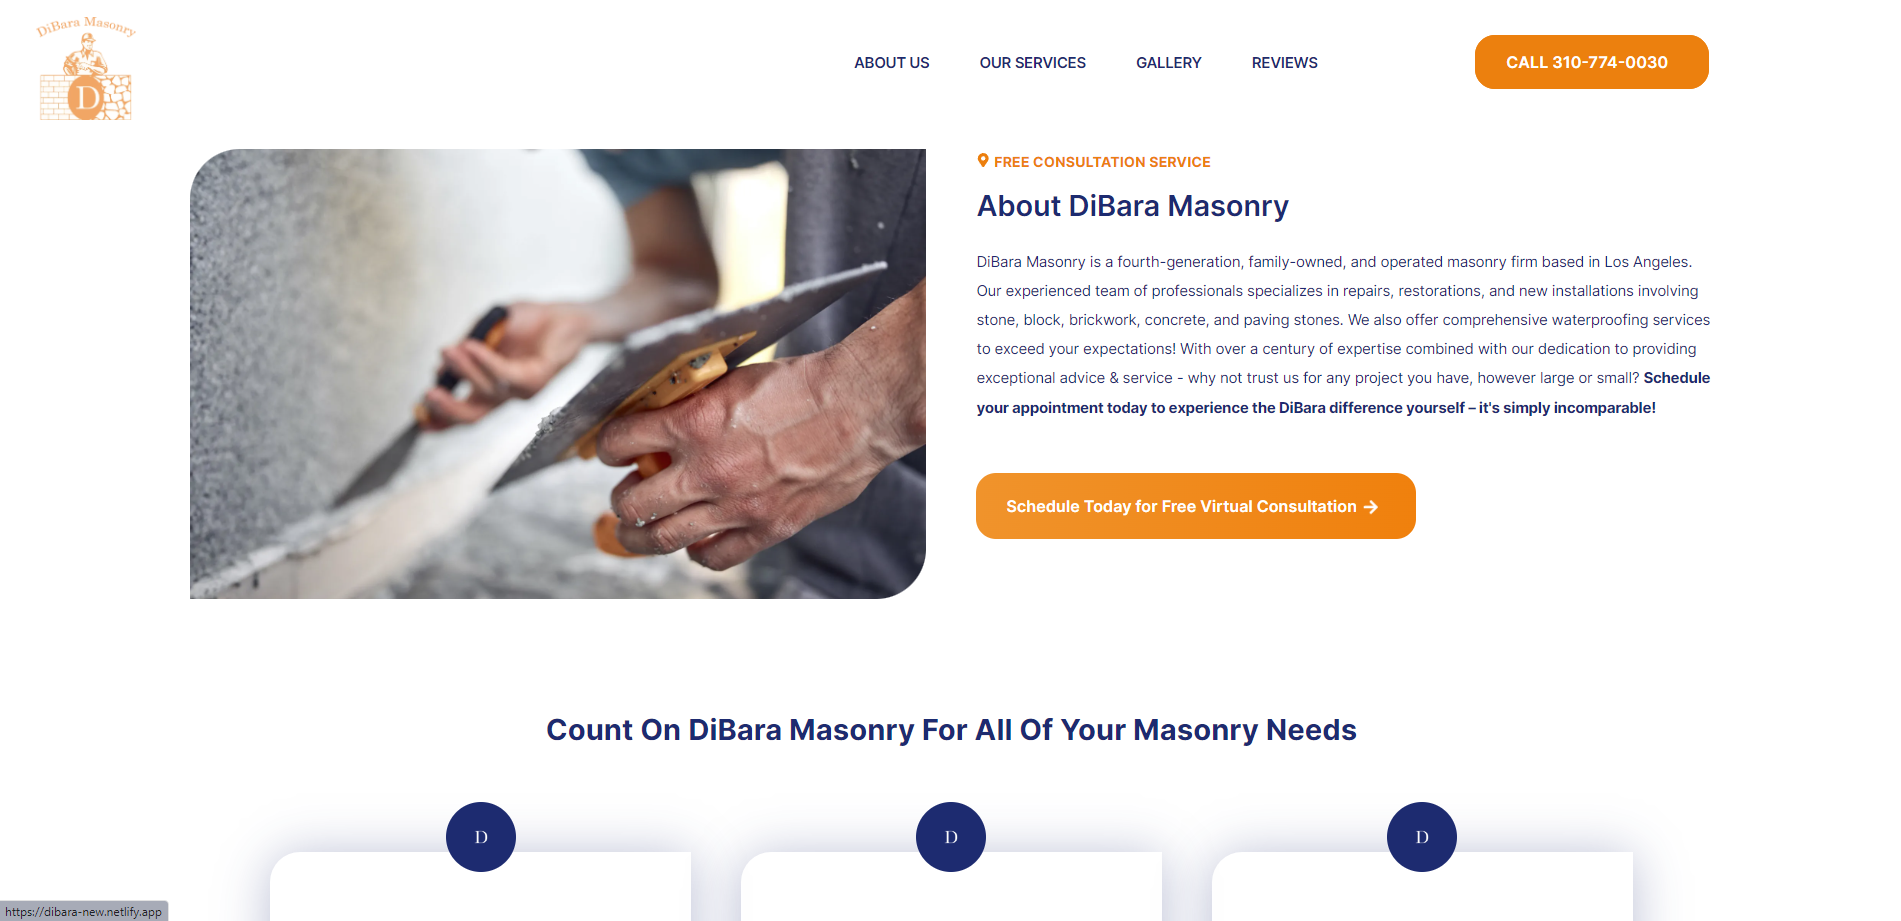 DiBara Masonry
D
ABOUT US
OUR SERVICES
GALLERY
REVIEWS
CALL 310-774-0030
FREE CONSULTATION SERVICE
About DiBara Masonry
DiBara Masonry is a fourth-generation, family-owned, and operated masonry firm based in Los Angeles.
Our experienced team of professionals specializes in repairs, restorations, and new installations involving
stone, block, brickwork, concrete, and paving stones. We also offer comprehensive waterproofing services
to exceed your expectations! With over a century of expertise combined with our dedication to providing
exceptional advice & service - why not trust us for any project you have, however large or small? Schedule
your appointment today to experience the DiBara difference yourself – it's simply incomparable!
Schedule Today for Free Virtual Consultation →
Count On DiBara Masonry For All Of Your Masonry Needs
D
D
D
https://dibara-new.netlify.app